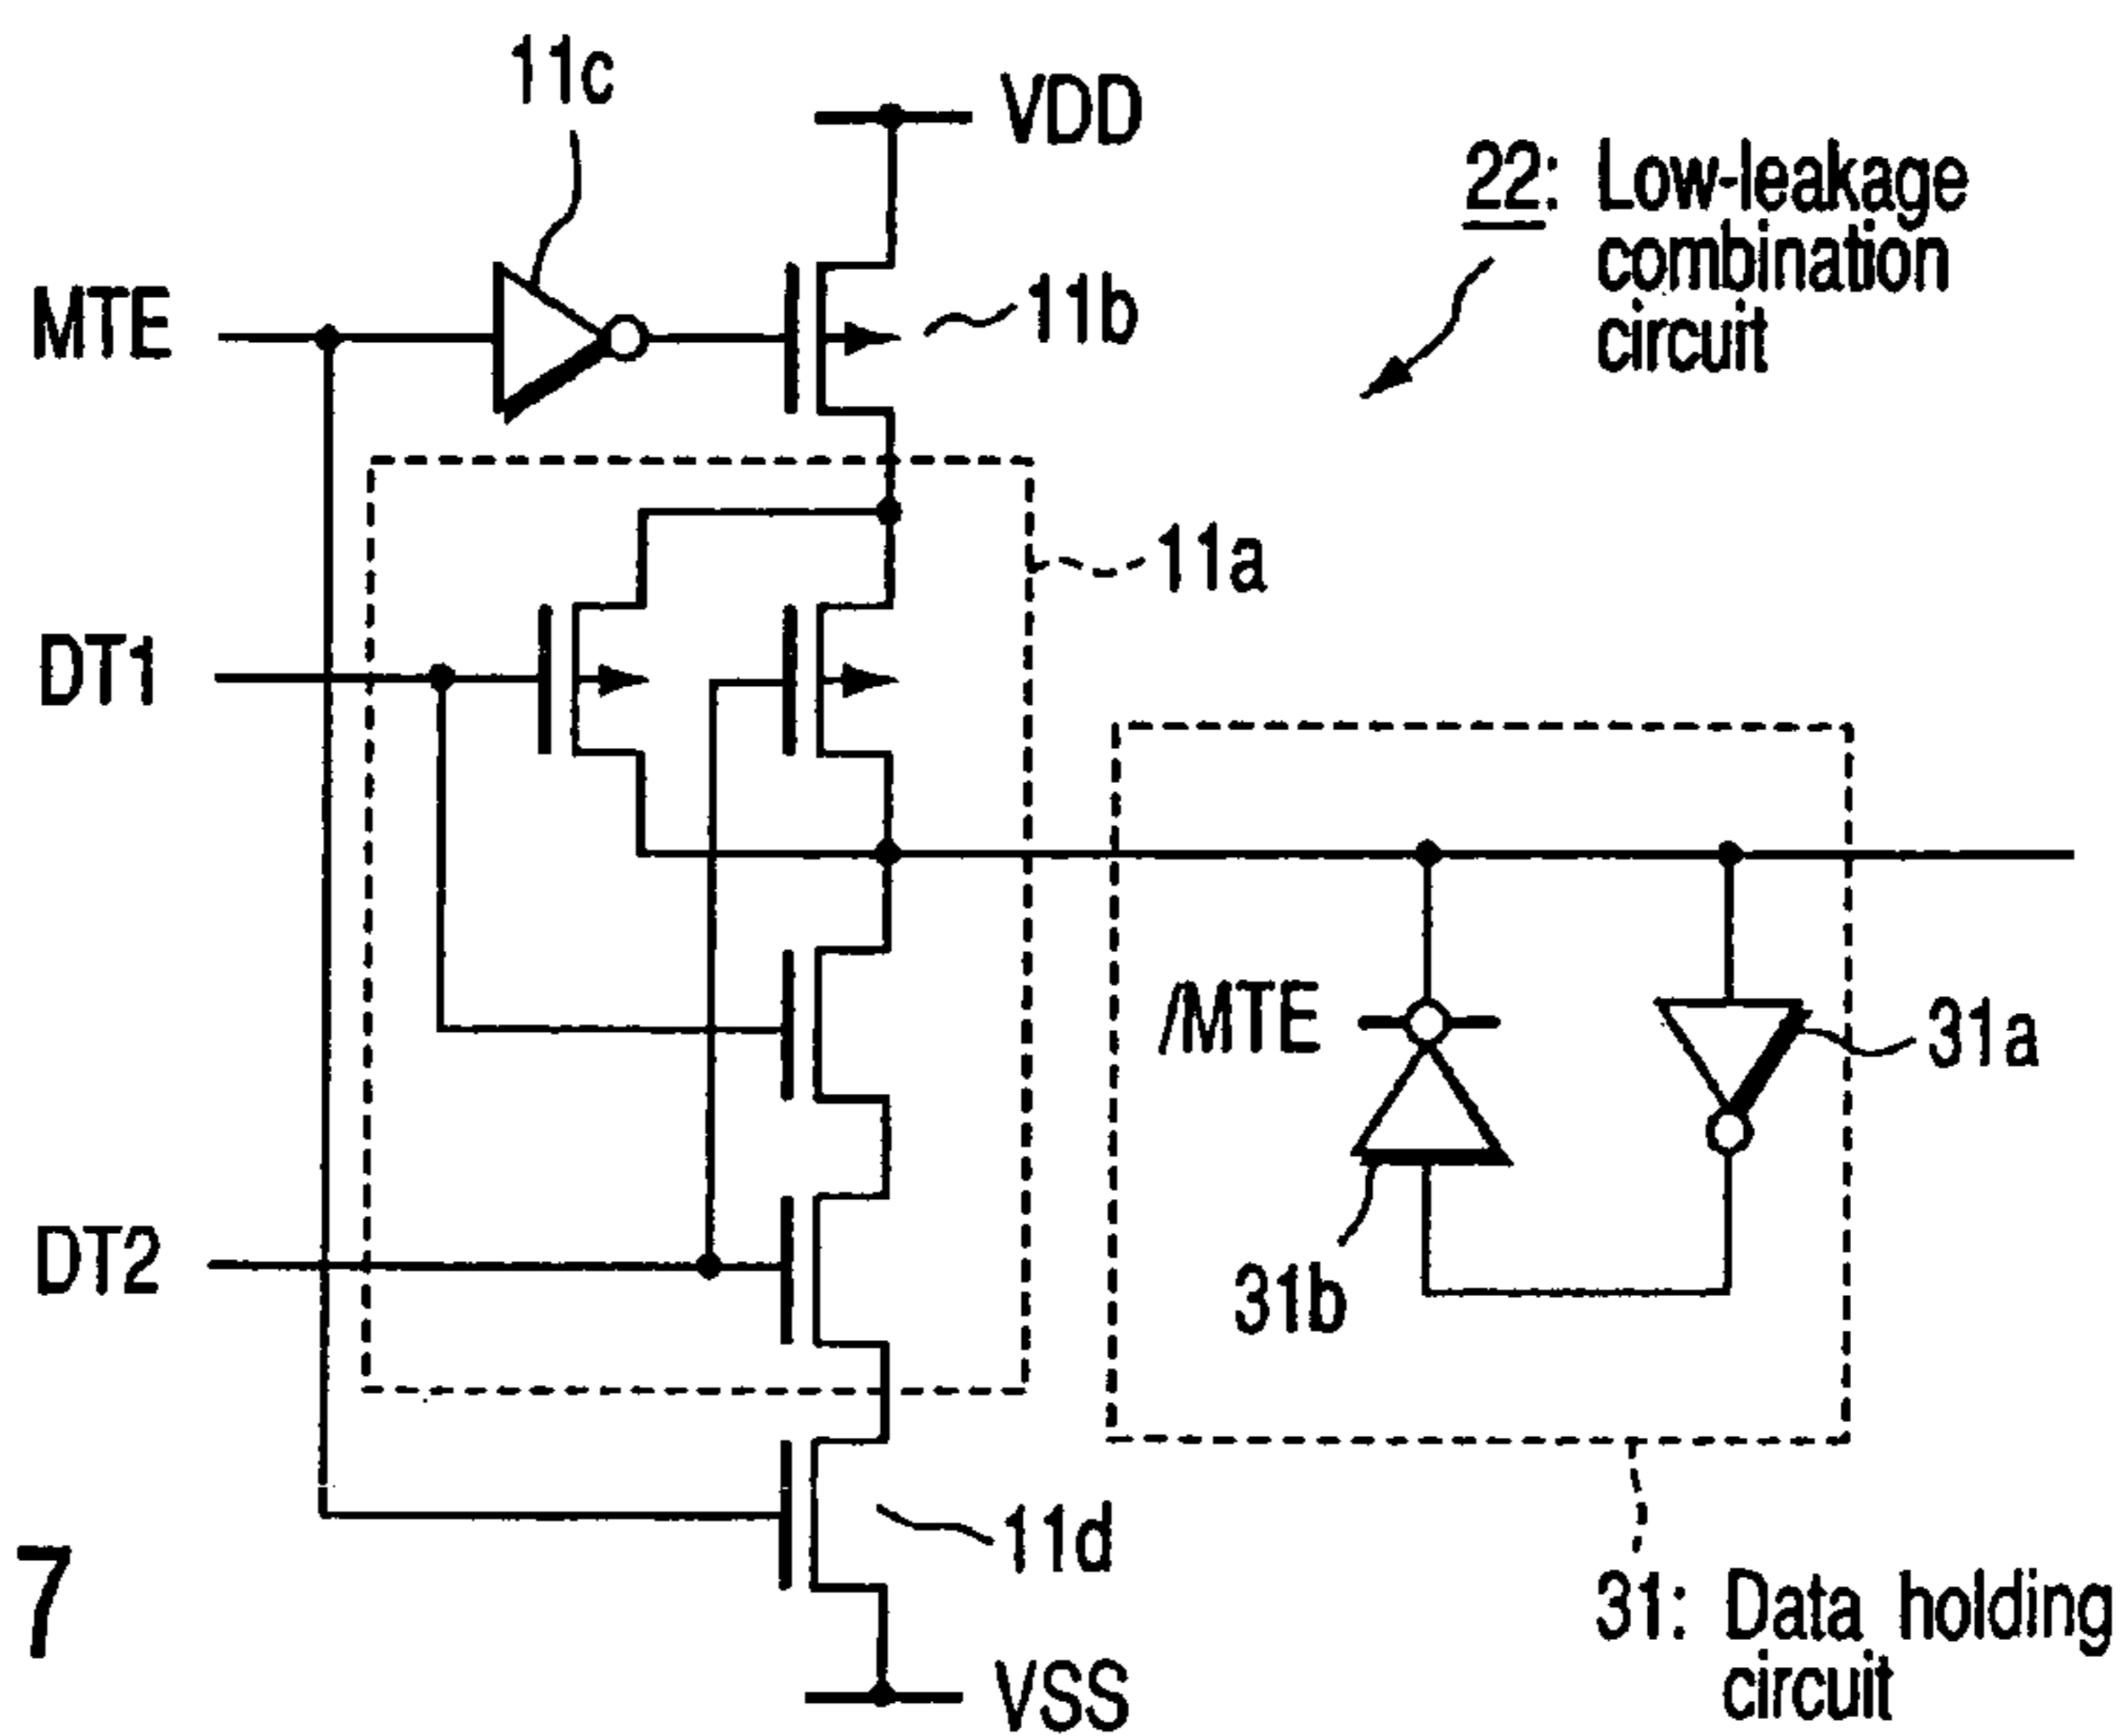 11c
VDD
22: Low-leakage
combination
circuit
MTE
11b
11a
DT1
/MTE
31a
DT2
31b
11d
7
31: Data holding
circuit
VSS